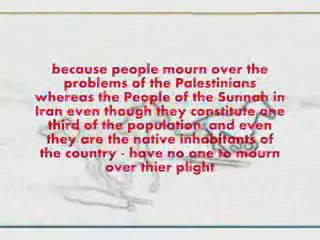 because people mourn over the
problems of the Palestinians
whereas the People of the Sunnah in
Iran even though they constitute one
third of the population, and even
they are the native inhabitants of
the country - have no one to mourn
over thier plight